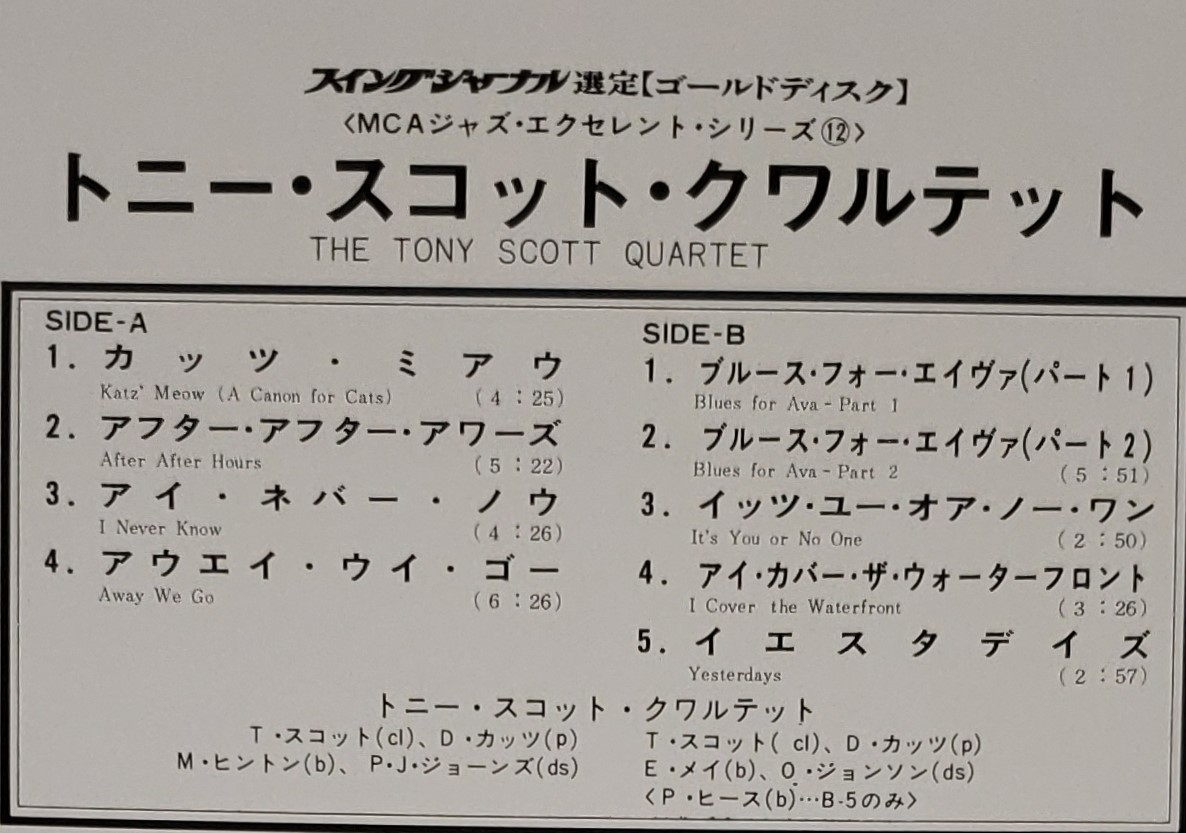 スイングジャーナル選定【ゴールドディスク】
〈MCAジャズ・エクセレント・シリーズ⑫〉
トニー・スコット・クワルテット
THE TONY SCOTT QUARTET
SIDE-A
1. カッツ・ミアウ
Katz' Meow (A Canon for Cats) (4:25)
2. アフター・アフター・アワーズ
After After Hours (5:22)
3. アイ・ネバー・ノウ
I Never Know (4:26)
4. アウエイ・ウイ・ゴー
Away We Go (6:26)
SIDE-B
1. ブルース・フォー・エイヴァ(パート1)
Blues for Ava - Part 1
2. ブルース・フォー・エイヴァ(パート2)
Blues for Ava - Part 2 (5:51)
3. イッツ・ユー・オア・ノー・ワン
It's You or No One (2:50)
4. アイ・カバー・ザ・ウォーターフロント
I Cover the Waterfront (3:26)
5. イエスタデイズ
Yesterdays (2:57)
トニー・スコット・クワルテット
T・スコット(cl)、D・カッツ(p)
M・ヒントン(b)、P・J・ジョーンズ(ds)
T・スコット(cl)、D・カッツ(p)
E・メイ(b)、O・ジョンソン(ds)
〈P・ヒース(b)…B-5のみ〉